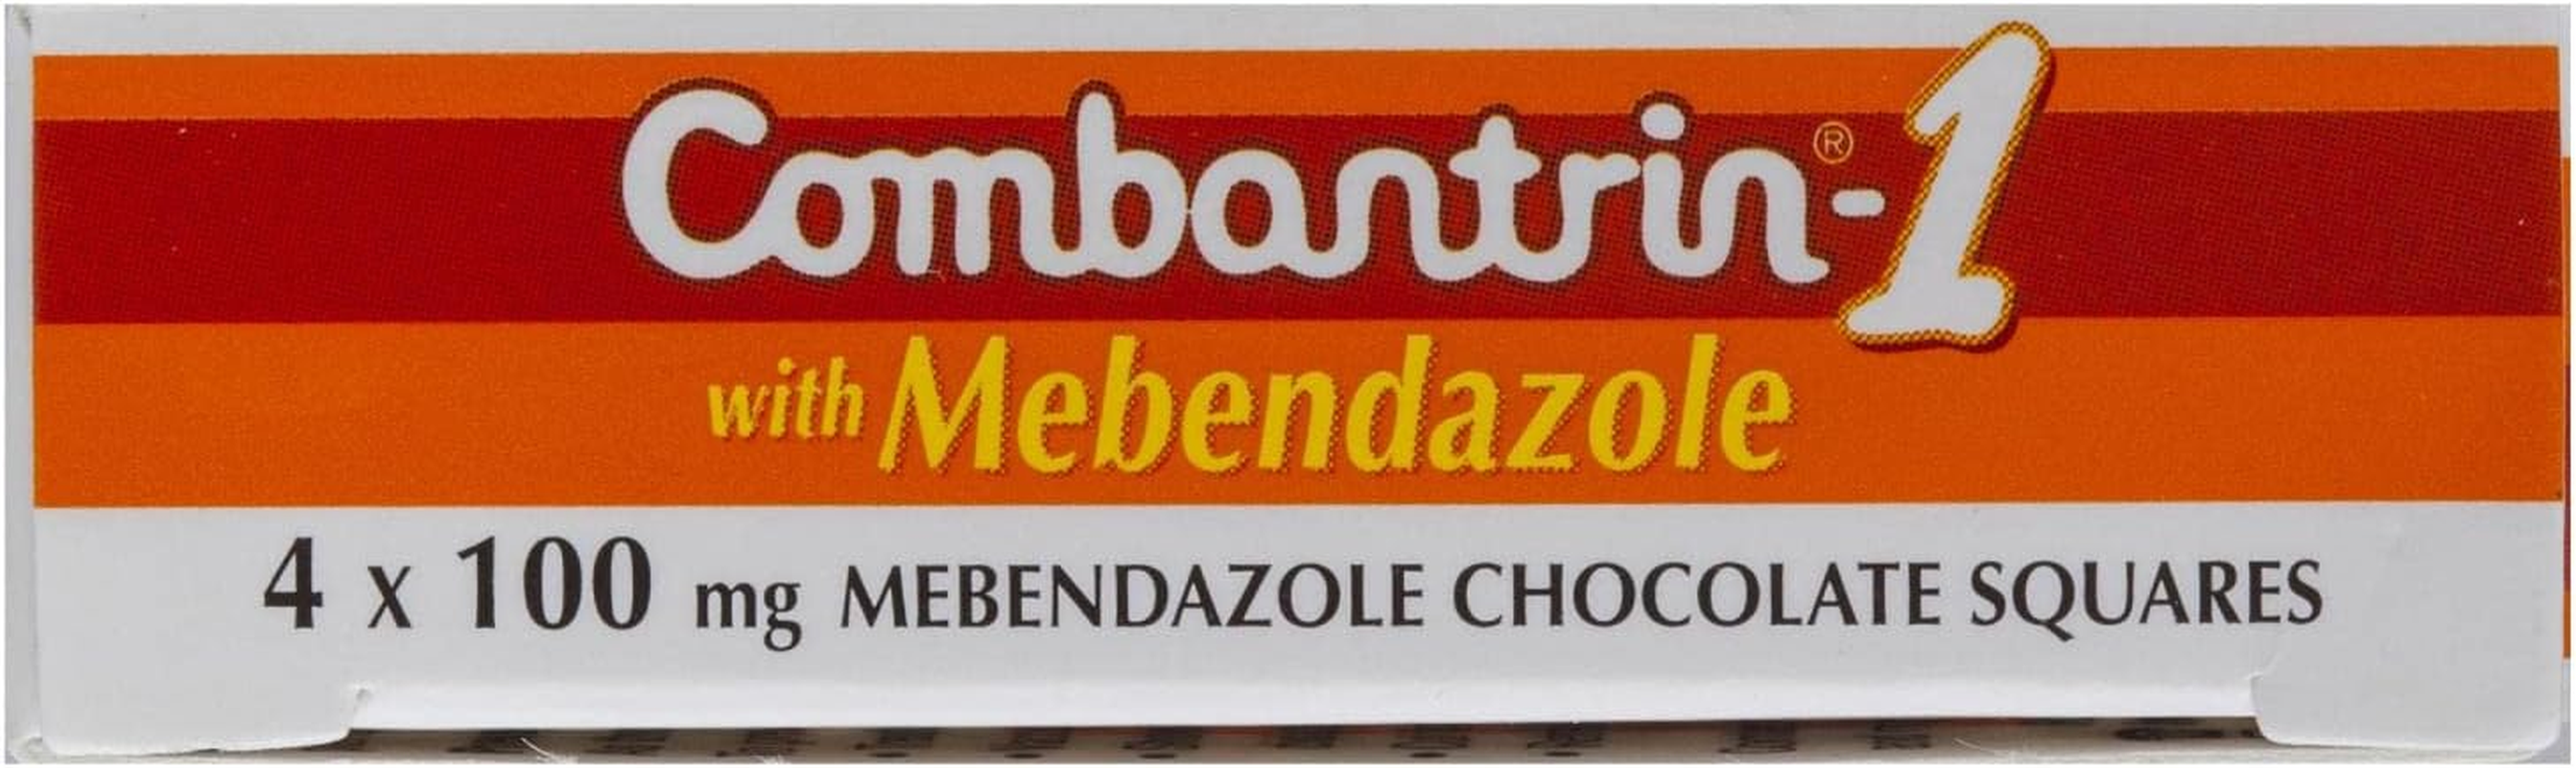 Combantrin®-1
with Mebendazole
4 x 100 mg MEBENDAZOLE CHOCOLATE SQUARES